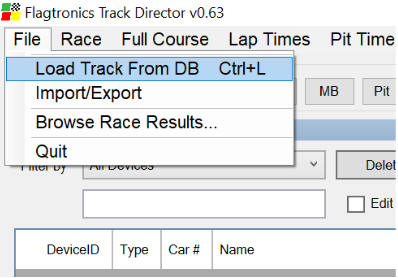 Flagtronics Track Director v0.63
File Race Full Course Lap Times Pit Time
Load Track From DB Ctrl+L
Import/Export
MB Pit
Browse Race Results...
Quit
Filter by All Devices Delet
Edit
DeviceID Type Car # Name